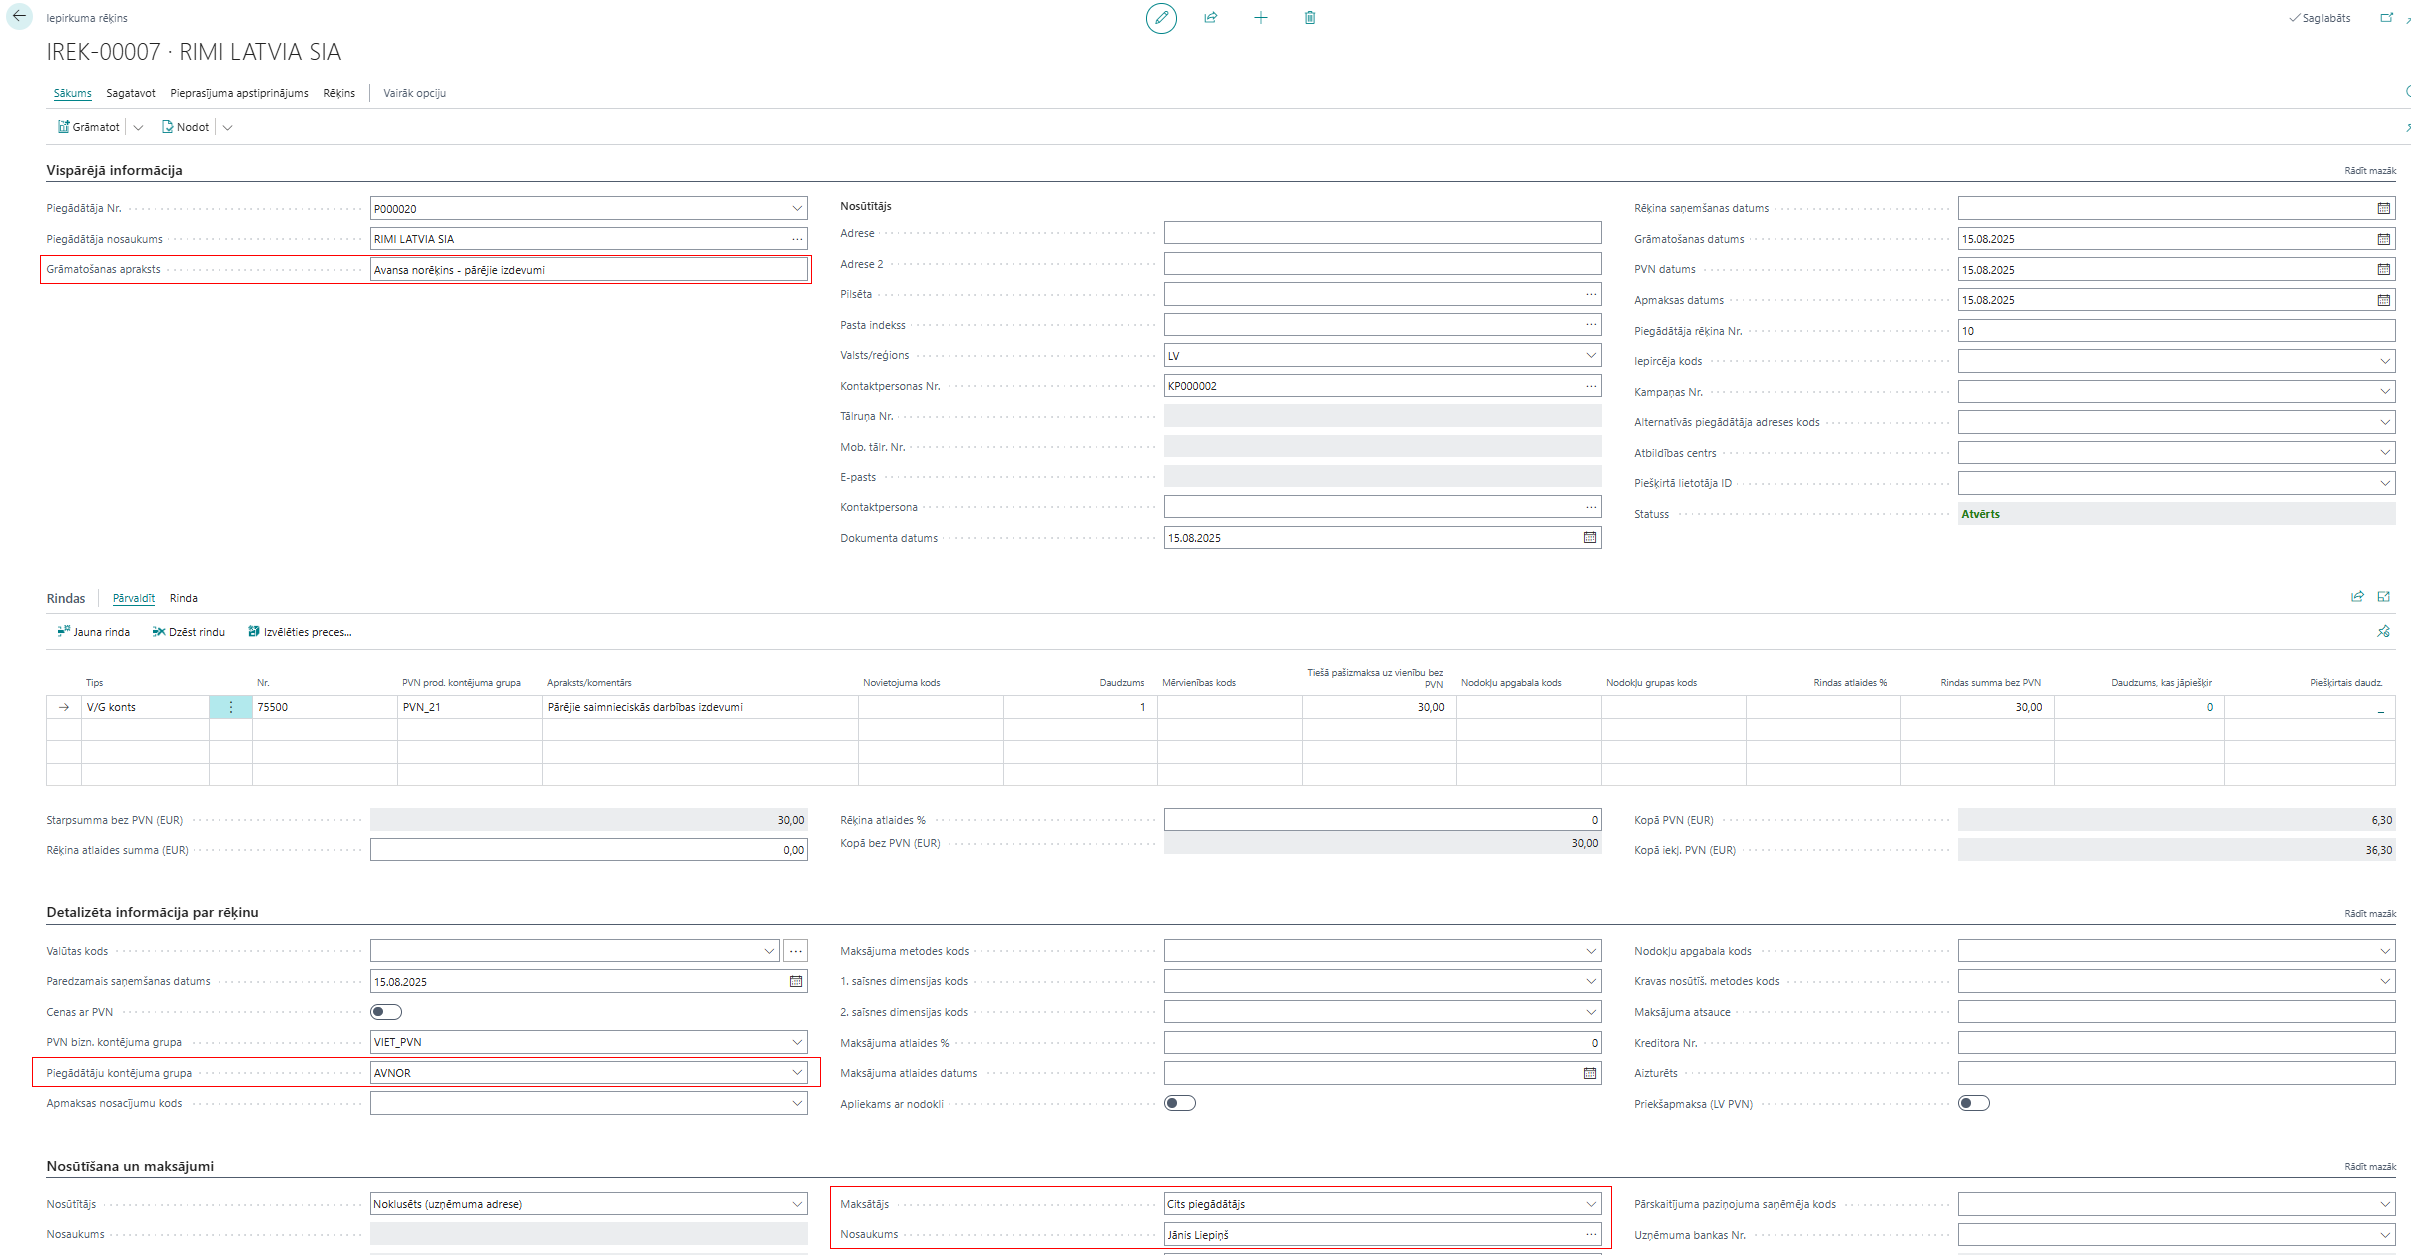 Iepirkuma rēķins
Saglabāts
IREK-00007 · RIMI LATVIA SIA
Sākums Sagatavot Pieprasījuma apstiprinājums Rēķins Vairāk opciju
Grāmatot Nodot
Vispārējā informācija
Rādīt mazāk
Piegādātāja Nr. P000020
Piegādātāja nosaukums RIMI LATVIA SIA
Grāmatošanas apraksts Avansa norēķins - pārējie izdevumi
Nosūtītājs
Adrese
Adrese 2
Pilsēta
Pasta indekss
Valsts/reģions LV
Kontaktpersonas Nr. KP000002
Tālruņa Nr.
Mob. tālr. Nr.
E-pasts
Kontaktpersona
Dokumenta datums 15.08.2025
Rēķina saņemšanas datums
Grāmatošanas datums 15.08.2025
PVN datums 15.08.2025
Apmaksas datums 15.08.2025
Piegādātāja rēķina Nr. 10
Iepircēja kods
Kampaņas Nr.
Alternatīvās piegādātāja adreses kods
Atbildības centrs
Piešķirtā lietotāja ID
Statuss Atvērts
Rindas Pārvaldīt Rinda
Jauna rinda Dzēst rindu Izvēlēties preces...
Tips Nr. PVN prod. kontējuma grupa Apraksts/komentārs Novietojuma kods Daudzums Mērvienības kods Tiešā pašizmaksa uz vienību bez PVN Nodokļu apgabala kods Nodokļu grupas kods Rindas atlaides % Rindas summa bez PVN Daudzums, kas jāpiešķir Piešķirtais daudz.
V/G konts 75500 PVN_21 Pārējie saimnieciskās darbības izdevumi 1 30,00 30,00 0 _
Starpsumma bez PVN (EUR) 30,00
Rēķina atlaides summa (EUR) 0,00
Rēķina atlaides % 0
Kopā bez PVN (EUR) 30,00
Kopā PVN (EUR) 6,30
Kopā iekļ. PVN (EUR) 36,30
Detalizēta informācija par rēķinu
Rādīt mazāk
Valūtas kods
Paredzamais saņemšanas datums 15.08.2025
Cenas ar PVN
PVN bizn. kontējuma grupa VIET_PVN
Piegādātāju kontējuma grupa AVNOR
Apmaksas nosacījumu kods
Maksājuma metodes kods
1. saīsnes dimensijas kods
2. saīsnes dimensijas kods
Maksājuma atlaides % 0
Maksājuma atlaides datums
Apliekams ar nodokli
Nodokļu apgabala kods
Kravas nosūtīš. metodes kods
Maksājuma atsauce
Kreditora Nr.
Aizturēts
Priekšapmaksa (LV PVN)
Nosūtīšana un maksājumi
Rādīt mazāk
Nosūtītājs Noklusēts (uzņēmuma adrese)
Nosaukums
Maksātājs Cits piegādātājs
Nosaukums Jānis Liepiņš
Pārskaitījuma paziņojuma saņēmēja kods
Uzņēmuma bankas Nr.